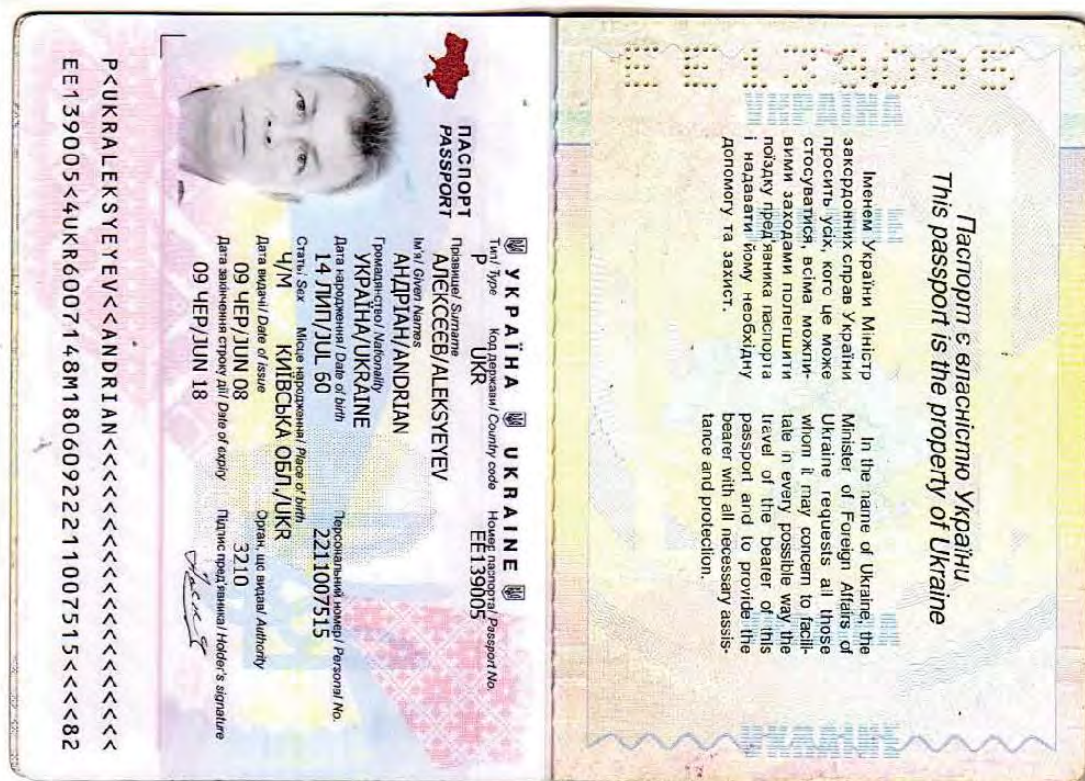 Паспорт є власністю України
This passport is the property of Ukraine
Іменем України Міністр
закордонних справ України
просить усіх, кого це може
стосуватися, всіма можли-
вими заходами полегшити
поїздку пред'явника паспорта
і надавати йому необхідну
допомогу та захист.
In the name of Ukraine, the
Minister of Foreign Affairs of
Ukraine requests all those
whom it may concern to facili-
tate in every possible way the
travel of the bearer of this
passport and to provide the
bearer with all necessary assis-
tance and protection.
EE139005
УКРАЇНА UKRAINE
ПАСПОРТ
PASSPORT
Тип/ Type Код держави/ Country code Номер паспорта/ Passport No.
P UKR EE139005
Прізвище/ Surname
АЛЄКСЄЄВ/ALEKSYEYEV
Ім'я/ Given Names
АНДРІАН/ANDRIAN
Громадянство/ Nationality
УКРАЇНА/UKRAINE
Дата народження/ Date of birth Персональний номер/ Personal No.
14 ЛИП/JUL 60 2211007515
Стать/ Sex Місце народження/ Place of birth
Ч/M КИЇВСЬКА ОБЛ./UKR
Дата видачі/ Date of issue Орган, що видав/ Authority
09 ЧЕР/JUN 08 3210
Дата закінчення строку дії/ Date of expiry Підпис пред'явника/ Holder's signature
09 ЧЕР/JUN 18
P<UKRALEKSYEYEV<<ANDRIAN<<<<<<<<<<<<<<<<<<<<
EE139005<4UKR6007148M18060922211007515<<<<82